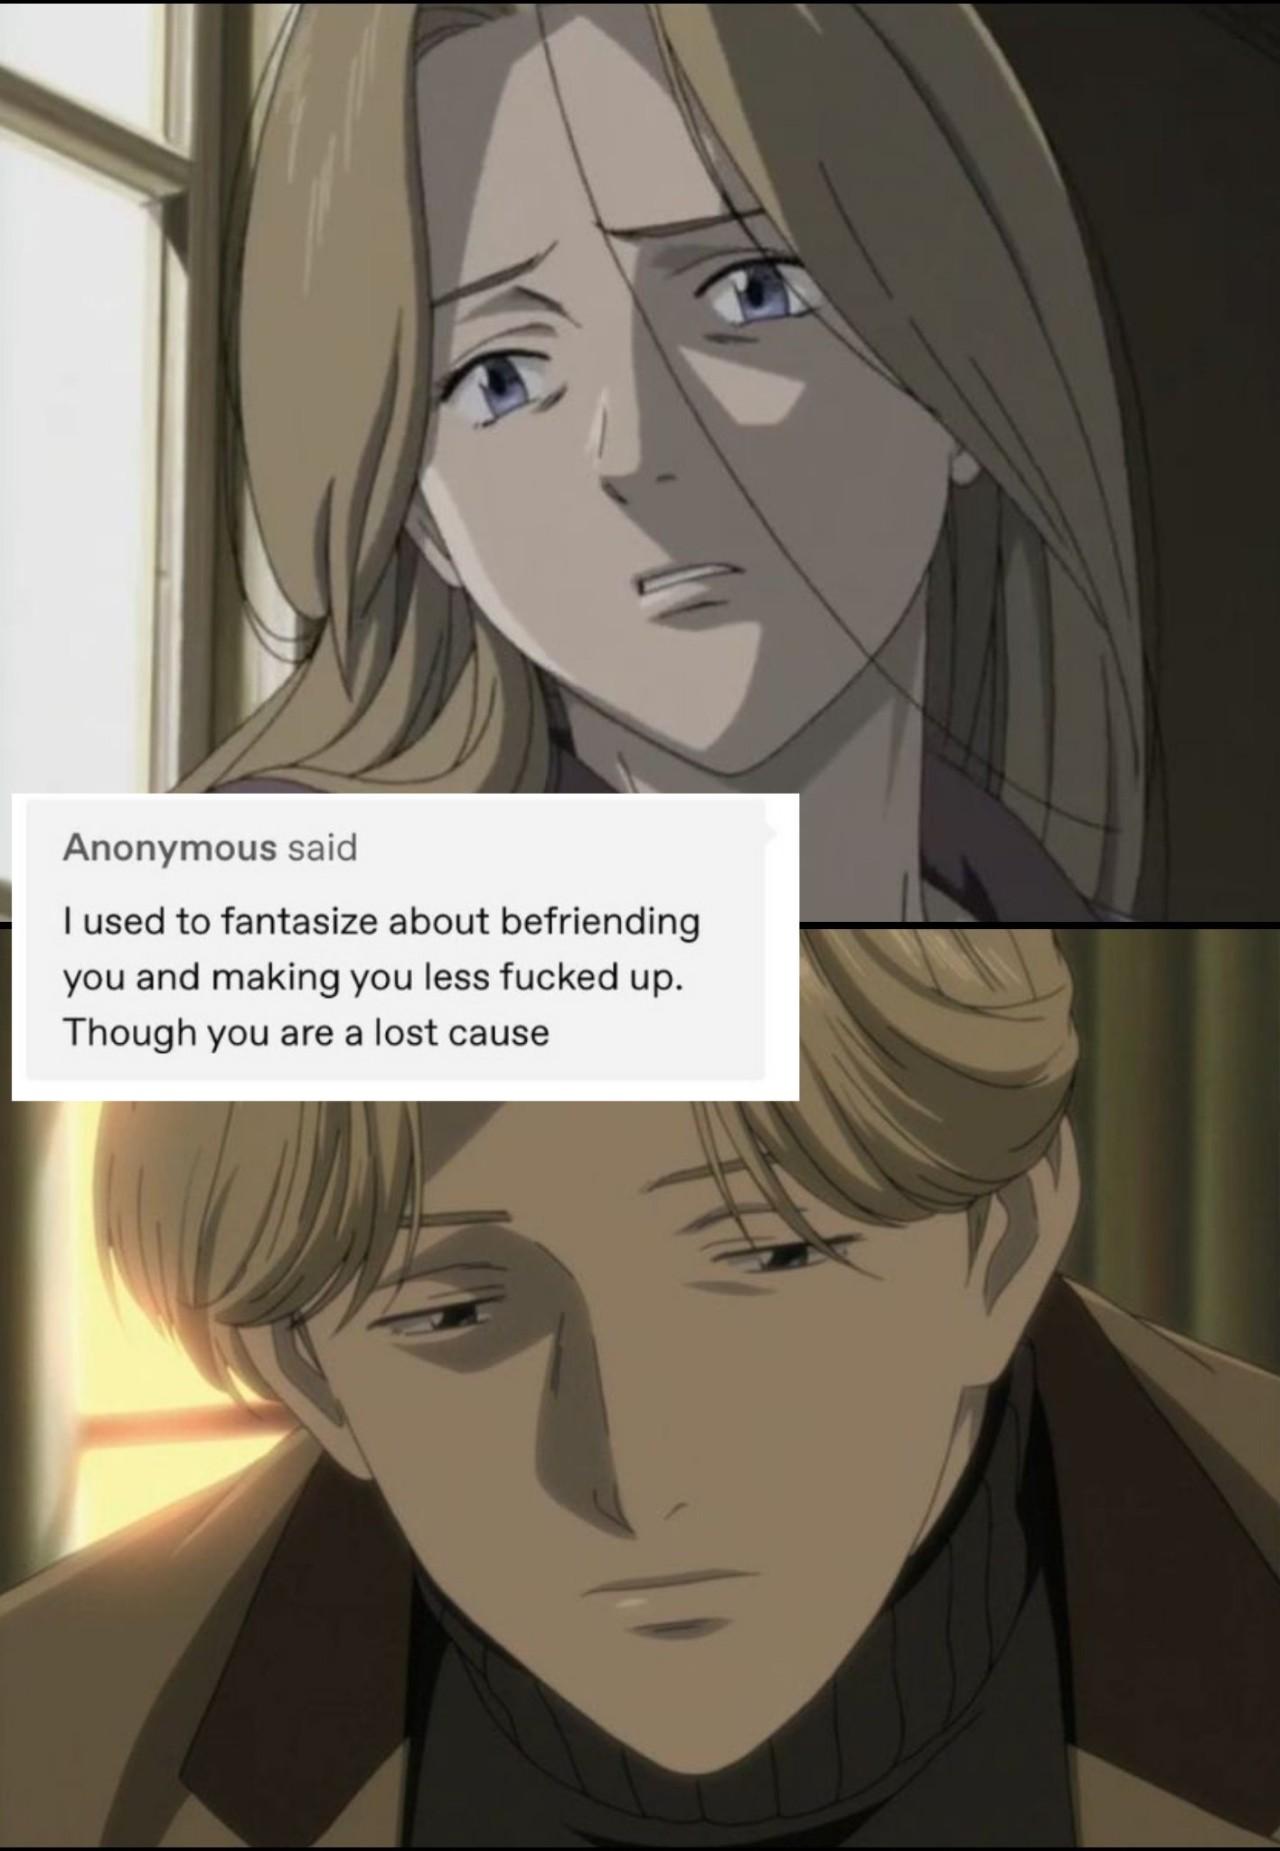 Anonymous said
I used to fantasize about befriending
you and making you less fucked up.
Though you are a lost cause